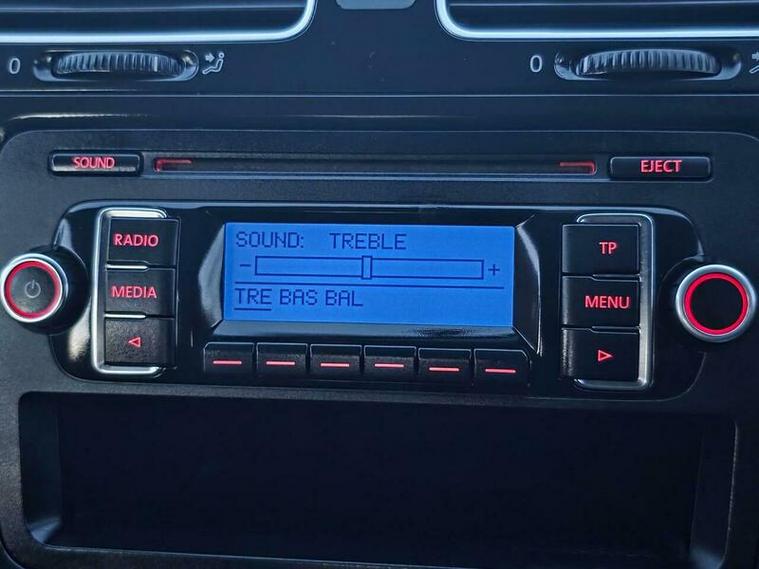 0
0
SOUND
EJECT
RADIO
SOUND: TREBLE
TP
- +
MEDIA
TRE BAS BAL
MENU